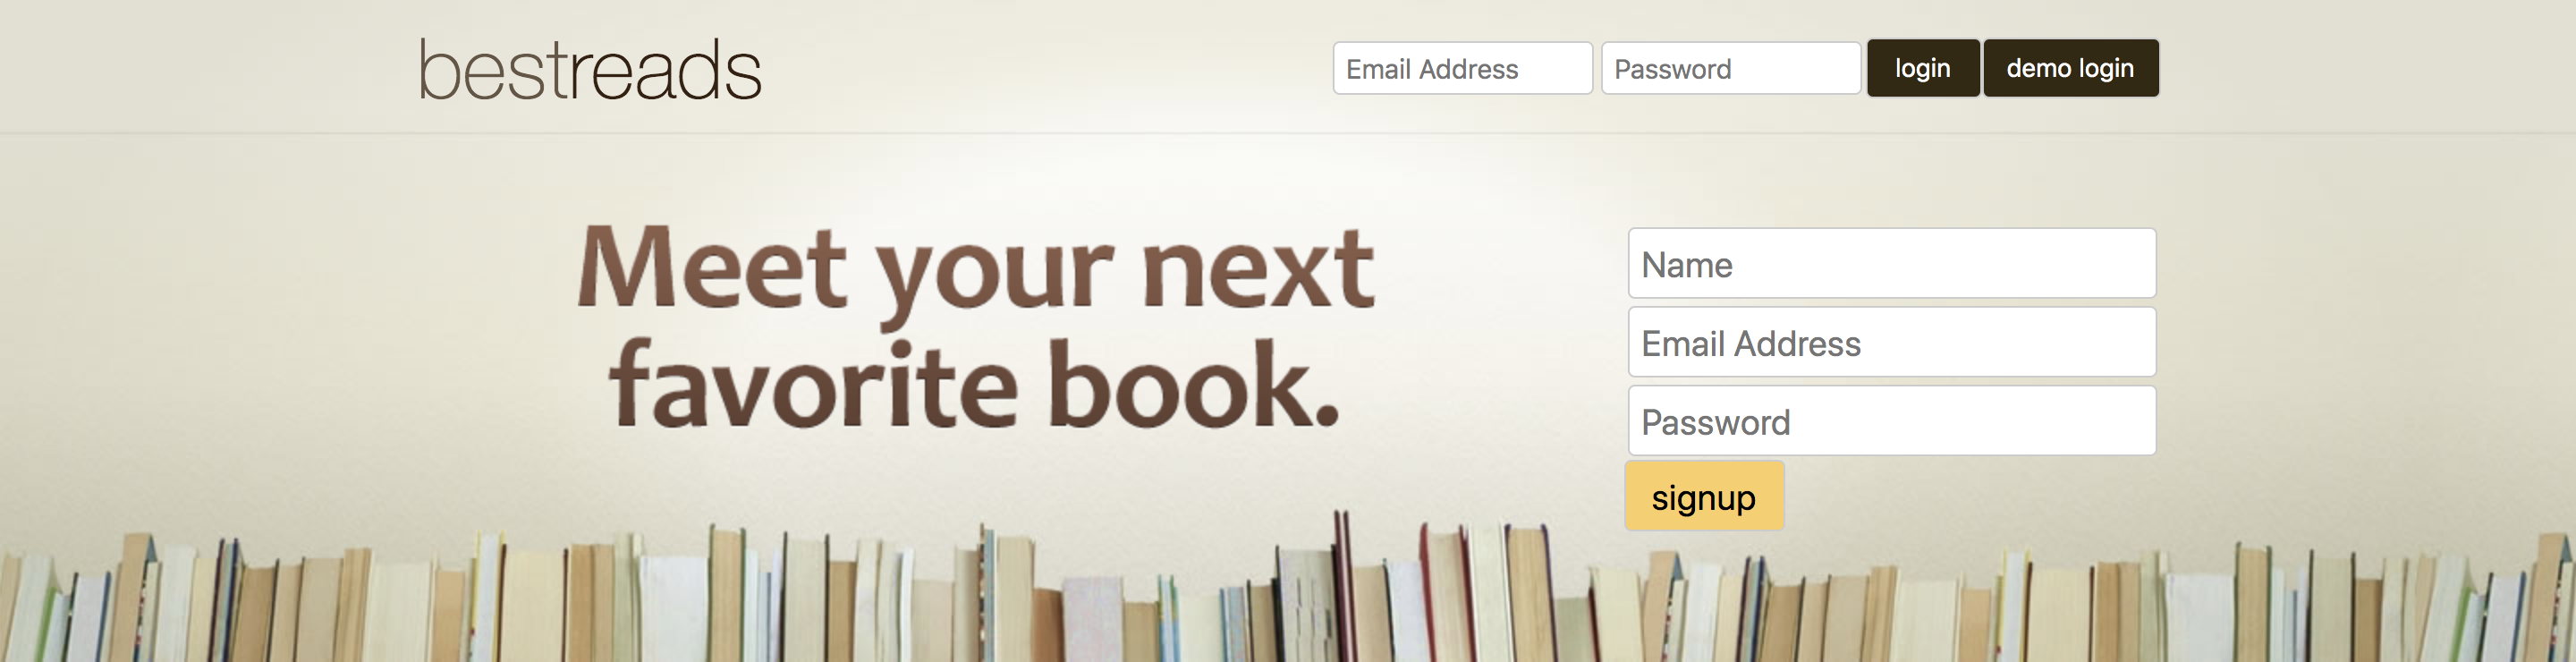 bestreads
Email Address Password login demo login
Meet your next
favorite book.
Name
Email Address
Password
signup